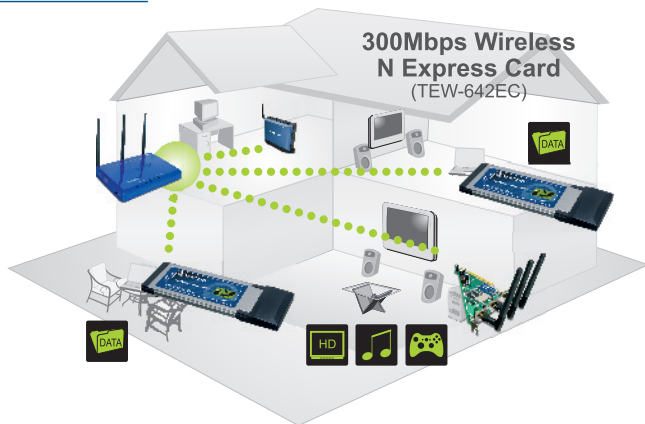 300Mbps Wireless
N Express Card
(TEW-642EC)
DATA
DATA
HD